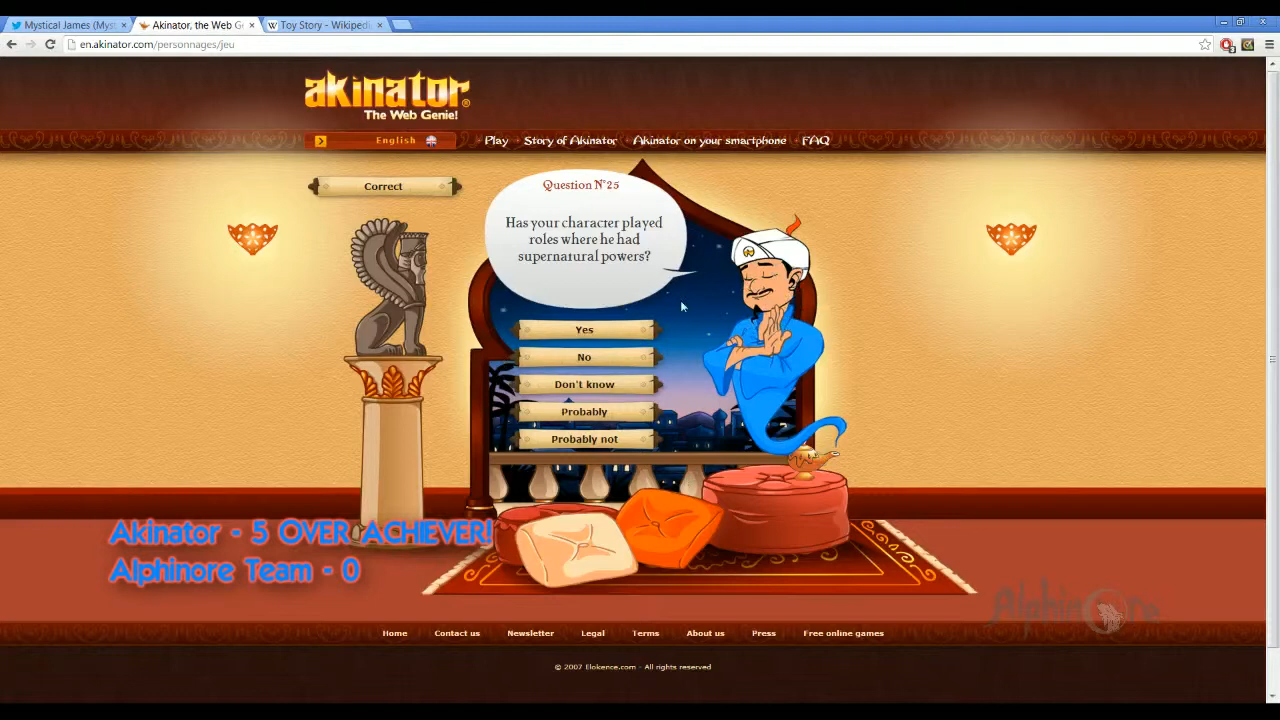 Mystical James (Mys
Akinator, the Web Ge
Toy Story - Wikipedi
en.akinator.com/personnages/jeu
akinator®
The Web Genie!
English
Play
Story of Akinator
Akinator on your smartphone
FAQ
Correct
Question N°25
Has your character played
roles where he had
supernatural powers?
Yes
No
Don't know
Probably
Probably not
Akinator - 5 OVER ACHIEVER!
Alphinore Team - 0
Alphinore
Home
Contact us
Newsletter
Legal
Terms
About us
Press
Free online games
© 2007 Elokence.com - All rights reserved